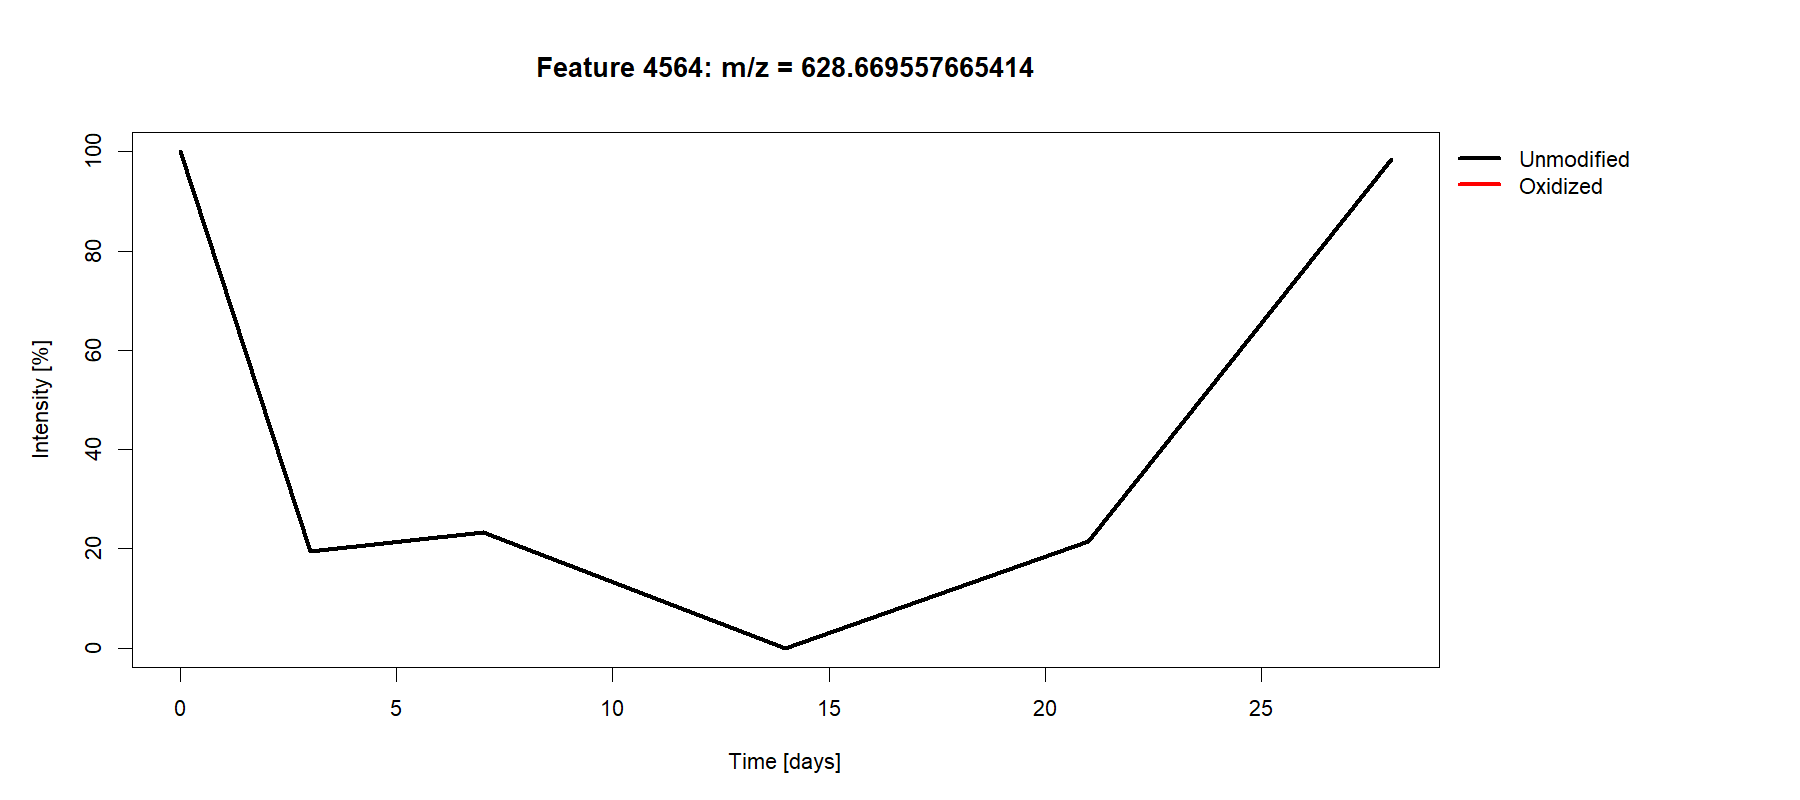 Feature 4564: m/z = 628.669557665414
Unmodified
Oxidized
Intensity [%]
100
80
60
40
20
0
0 5 10 15 20 25
Time [days]